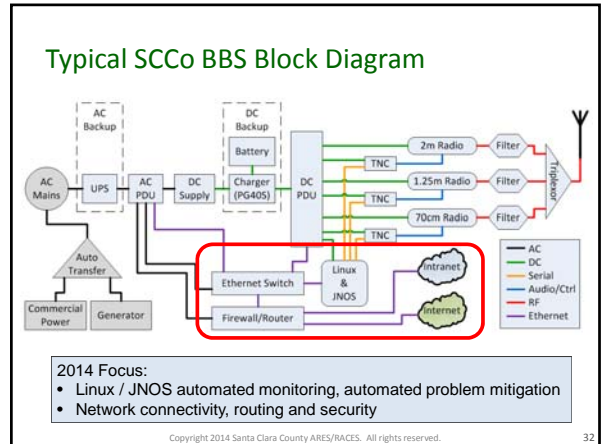 Typical SCCo BBS Block Diagram
AC
Backup
DC
Backup
Battery
AC
Mains
UPS
AC
PDU
DC
Supply
Charger
(PG40S)
DC
PDU
2m Radio
Filter
TNC
1.25m Radio
Filter
TNC
70cm Radio
Filter
TNC
Triplexor
Auto
Transfer
Commercial
Power
Generator
Ethernet Switch
Linux
&
JNOS
Firewall/Router
Intranet
Internet
AC
DC
Serial
Audio/Ctrl
RF
Ethernet
2014 Focus:
• Linux / JNOS automated monitoring, automated problem mitigation
• Network connectivity, routing and security
Copyright 2014 Santa Clara County ARES/RACES. All rights reserved.
32